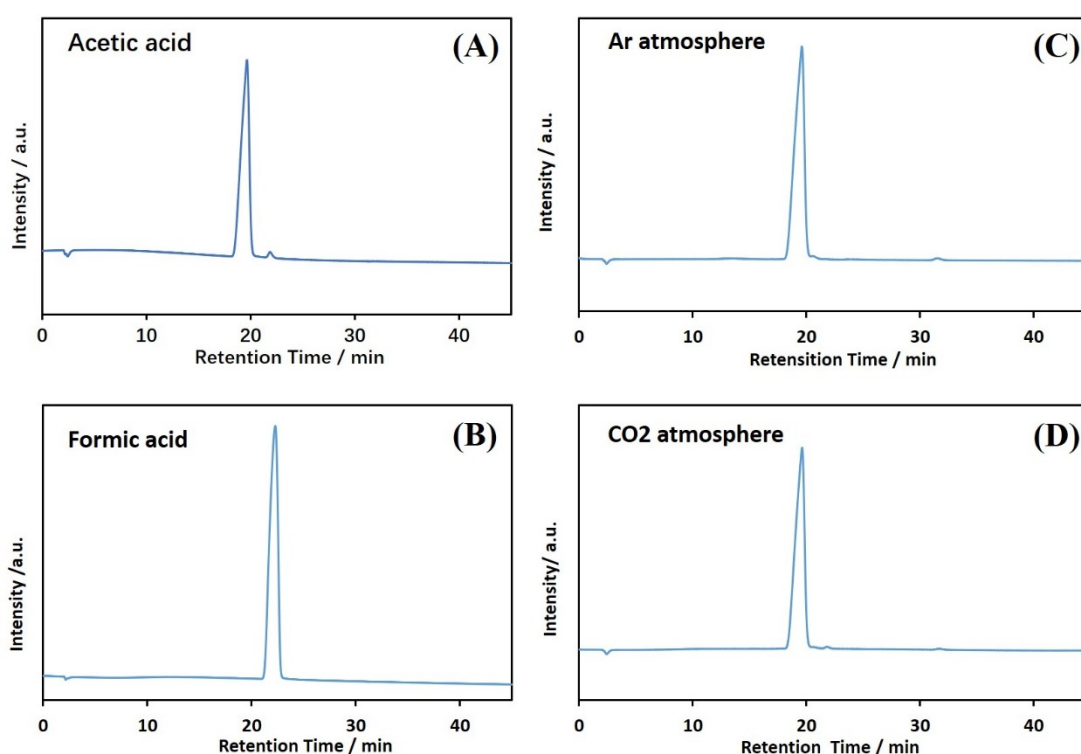 Acetic acid
(A)
Intensity / a.u.
0 10 20 30 40
Retention Time / min
Ar atmosphere
(C)
Intensity / a.u.
0 10 20 30 40
Retensition Time / min
Formic acid
(B)
Intensity /a.u.
0 10 20 30 40
Retention Time / min
CO2 atmosphere
(D)
Intensity/ a.u.
0 10 20 30 40
Retention Time / min